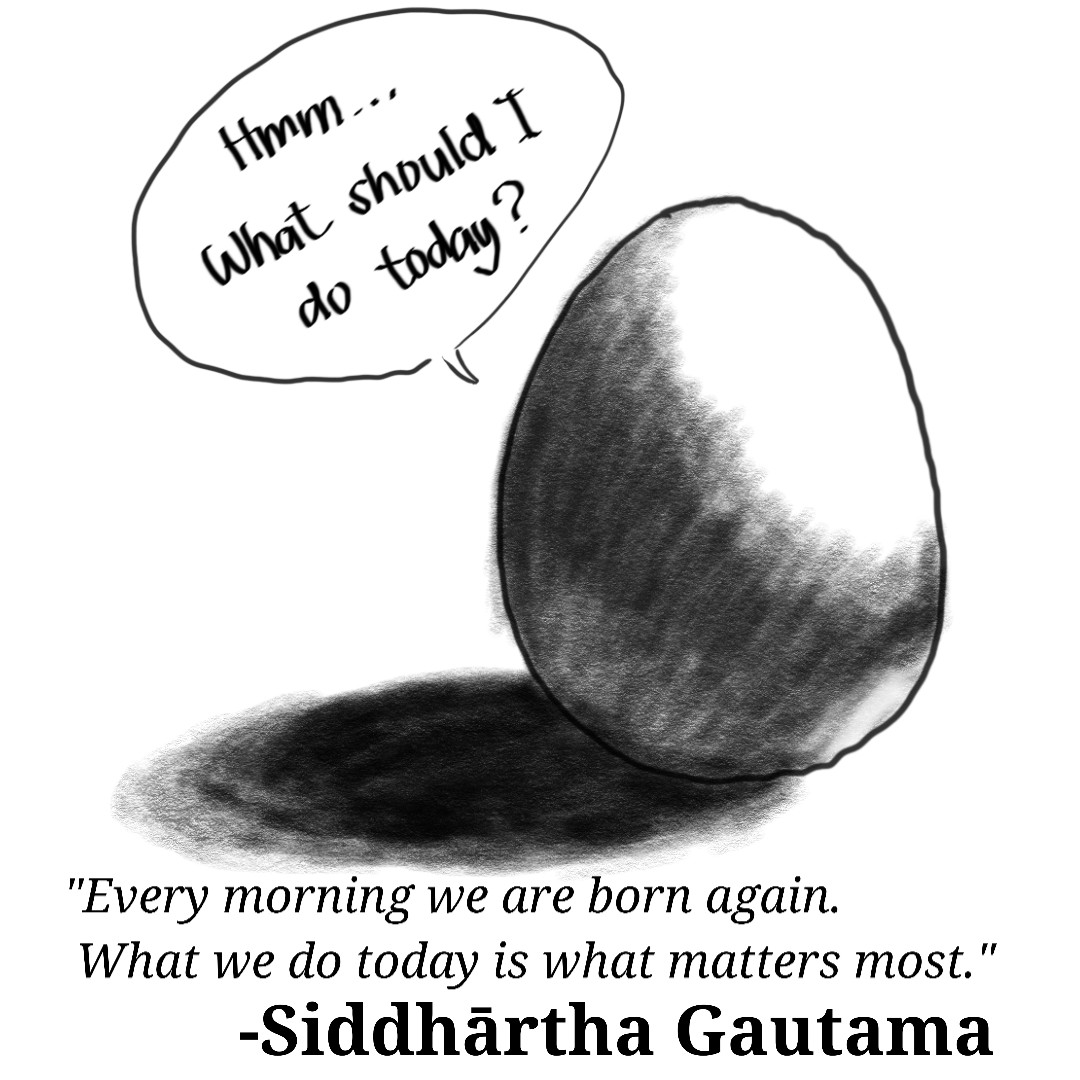 Hmm...
What should I
do today?
"Every morning we are born again.
What we do today is what matters most."
-Siddhārtha Gautama